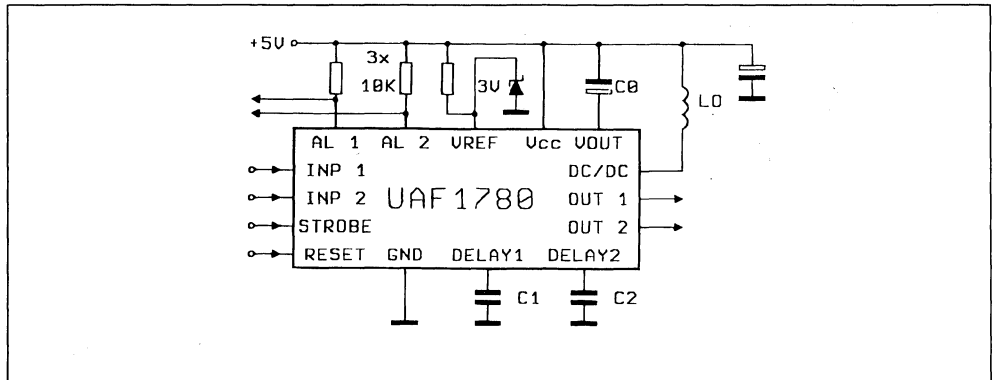 +5V
3x
10K
3V
C0
LO
AL 1 AL 2 VREF Vcc VOUT
INP 1
DC/DC
INP 2
UAF1780
OUT 1
STROBE
OUT 2
RESET GND DELAY1 DELAY2
C1
C2